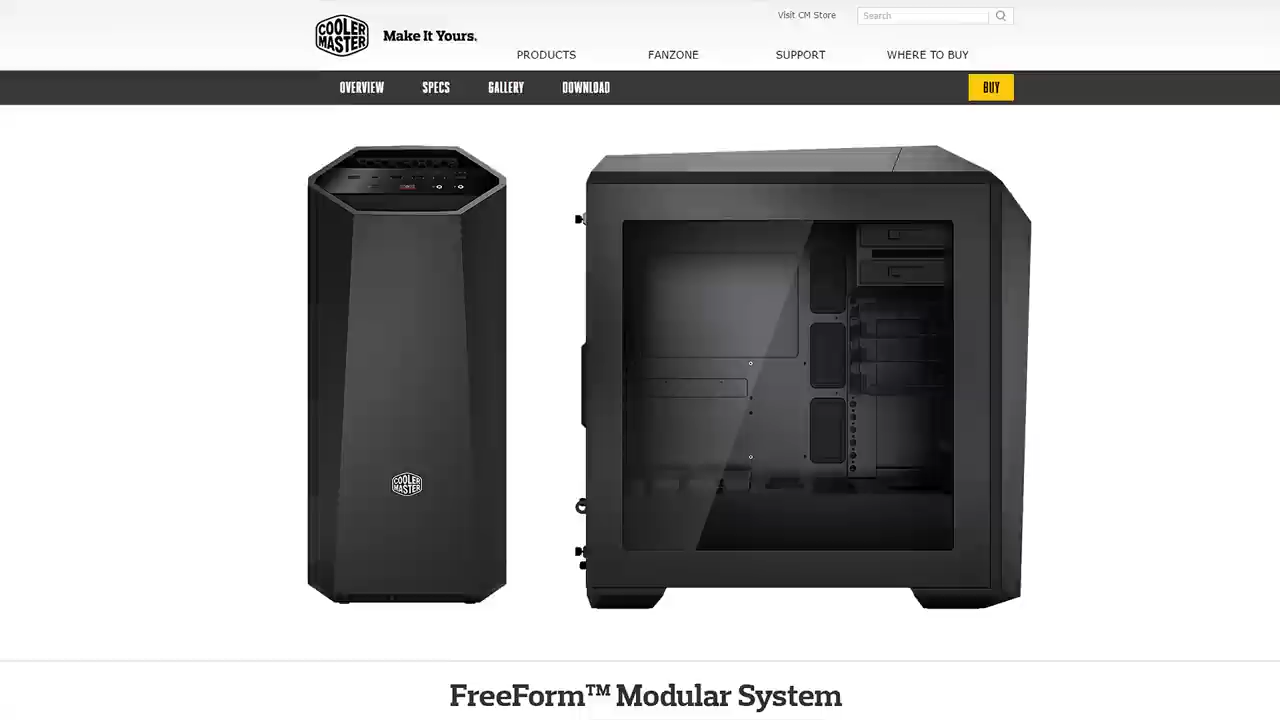 Visit CM Store
Search
COOLER
MASTER
Make It Yours.
PRODUCTS
FANZONE
SUPPORT
WHERE TO BUY
OVERVIEW
SPECS
GALLERY
DOWNLOAD
BUY
COOLER
MASTER
FreeForm™ Modular System